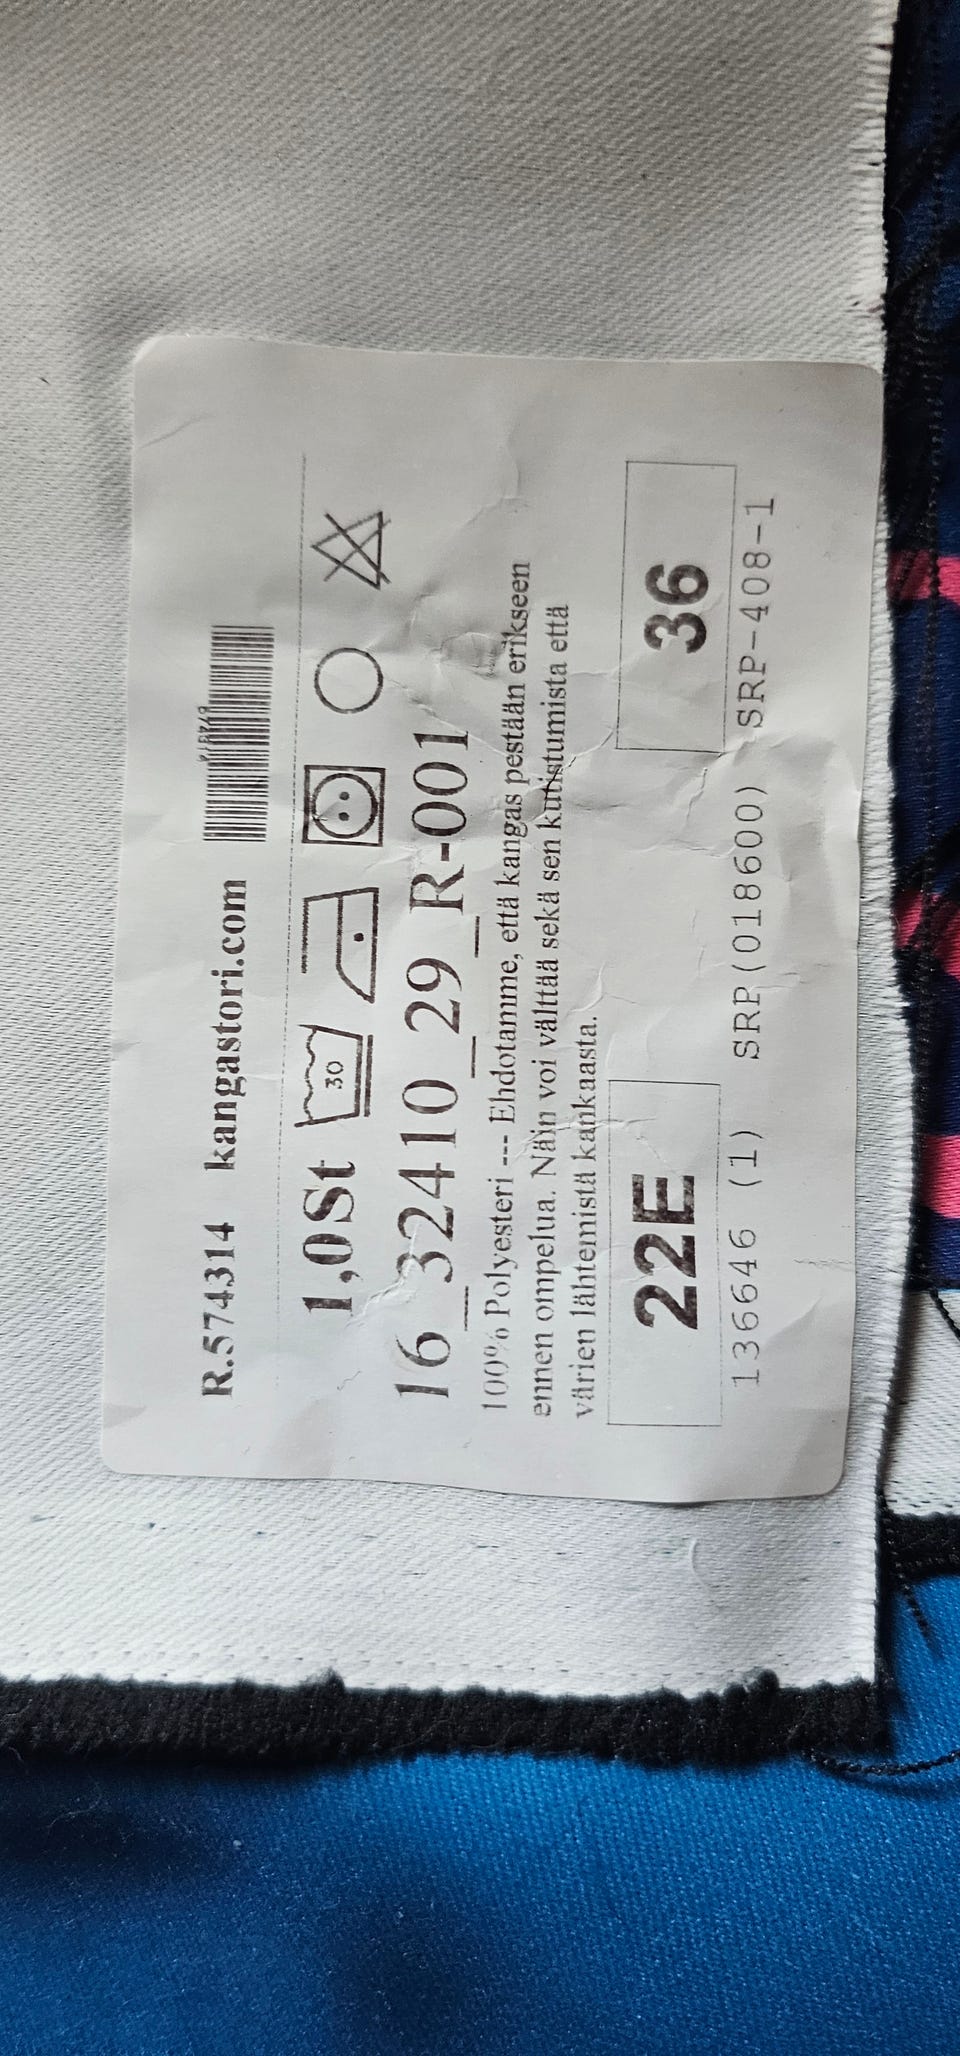 R.574314 kangastori.com
1,0St 30
16_32410_29_R-001
100% Polyesteri --- Ehdotamme, että kangas pestään erikseen
ennen ompelua. Näin voi välttää sekä sen kutistumista että
värien lähtemistä kankaasta.
22E 36
136646 (1) SRP(018600) SRP-408-1